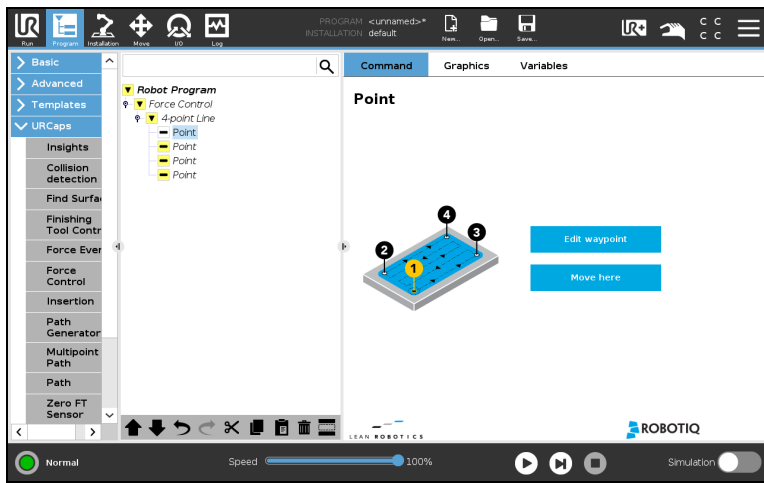 PROGRAM <unnamed>*
INSTALLATION default
Run
Program
Installation
Move
I/O
Log
New...
Open...
Save...
UR+
C C
C C
Basic
Advanced
Templates
URCaps
Insights
Collision
detection
Find Surfa
Finishing
Tool Contr
Force Ever
Force
Control
Insertion
Path
Generator
Multipoint
Path
Path
Zero FT
Sensor
Robot Program
Force Control
4-point Line
Point
Point
Point
Point
Command Graphics Variables
Point
4
3
2
1
Edit waypoint
Move here
LEAN ROBOTICS
ROBOTIQ
Normal
Speed
100%
Simulation